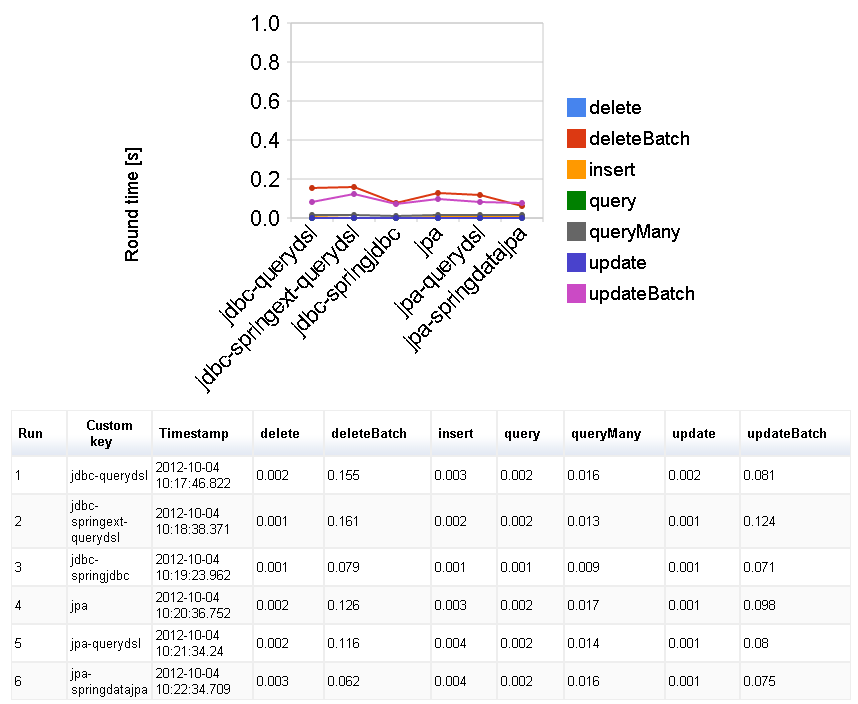 1.0
0.8
0.6
0.4
0.2
0.0
Round time [s]
jdbc-querydsl
jdbc-springext-querydsl
jdbc-springjdbc
jpa
jpa-querydsl
jpa-springdatajpa
delete
deleteBatch
insert
query
queryMany
update
updateBatch
Run Custom key Timestamp delete deleteBatch insert query queryMany update updateBatch
1 jdbc-querydsl 2012-10-04 10:17:46.822 0.002 0.155 0.003 0.002 0.016 0.002 0.081
2 jdbc-springext-querydsl 2012-10-04 10:18:38.371 0.001 0.161 0.002 0.002 0.013 0.001 0.124
3 jdbc-springjdbc 2012-10-04 10:19:23.962 0.001 0.079 0.001 0.001 0.009 0.001 0.071
4 jpa 2012-10-04 10:20:36.752 0.002 0.126 0.003 0.002 0.017 0.001 0.098
5 jpa-querydsl 2012-10-04 10:21:34.24 0.002 0.116 0.004 0.002 0.014 0.001 0.08
6 jpa-springdatajpa 2012-10-04 10:22:34.709 0.003 0.062 0.004 0.002 0.016 0.001 0.075